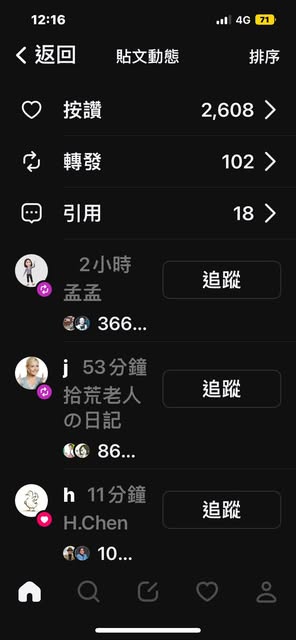 12:16 4G 71
返回 貼文動態 排序
按讚 2,608
轉發 102
引用 18
2小時
孟孟
追蹤
366...
j 53分鐘
拾荒老人
の日記
追蹤
86...
h 11分鐘
H.Chen
追蹤
10...